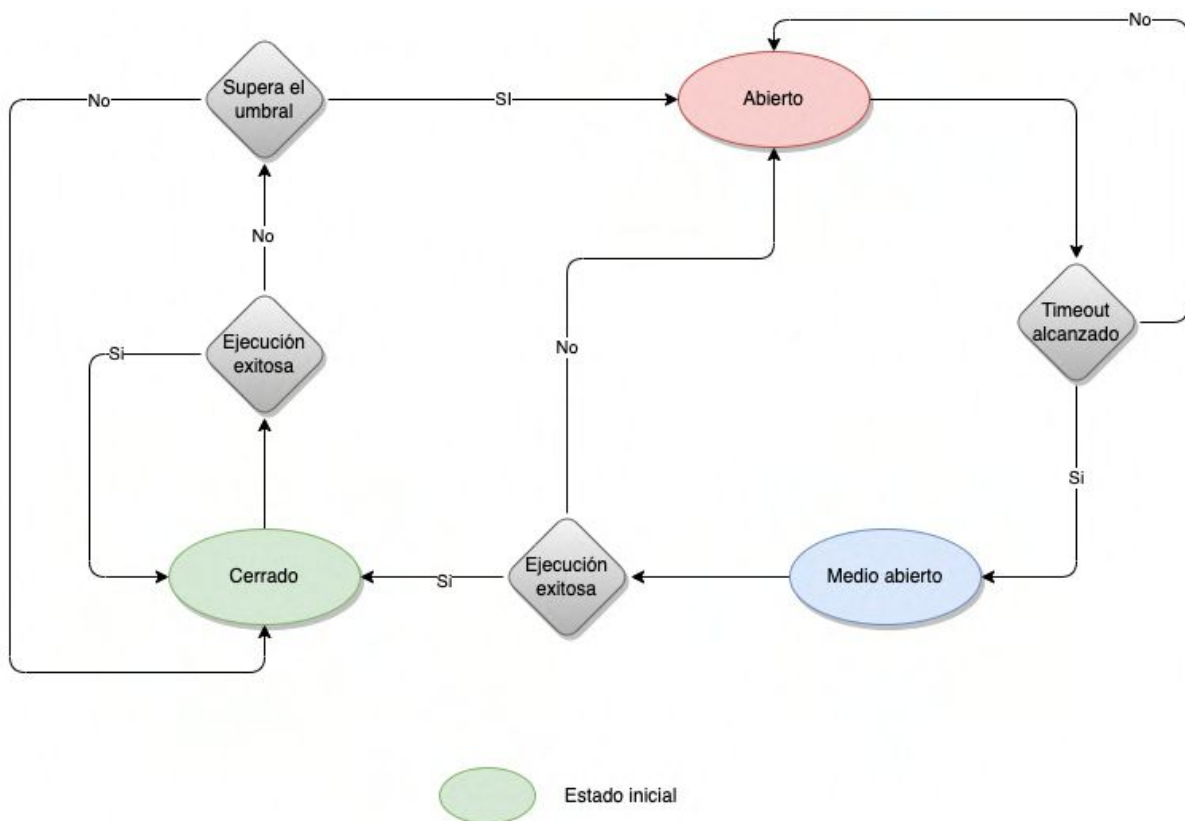 No
Supera el
umbral
No
SI
Abierto
No
Ejecución
exitosa
Si
No
Timeout
alcanzado
Si
Cerrado
Si
Ejecución
exitosa
Medio abierto
Estado inicial